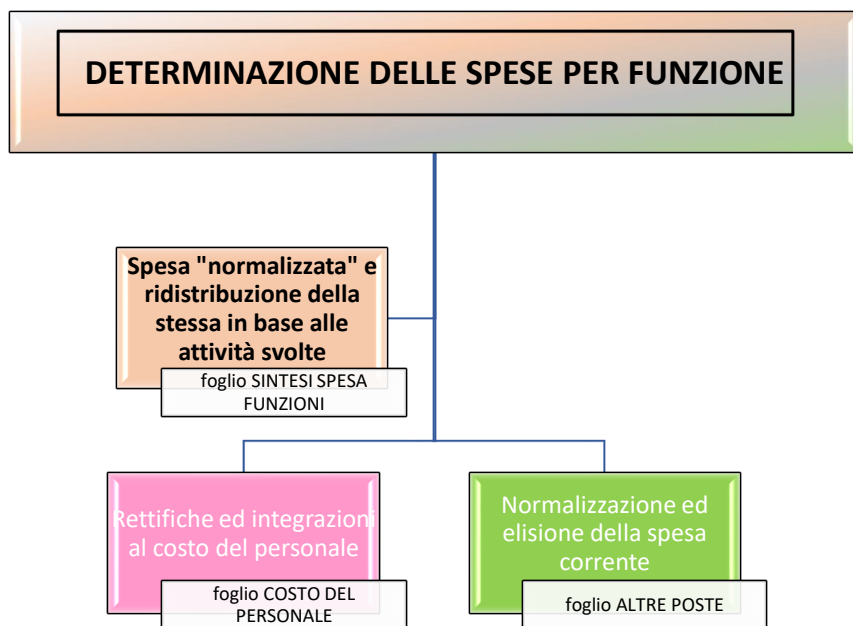 DETERMINAZIONE DELLE SPESE PER FUNZIONE
Spesa "normalizzata" e
ridistribuzione della
stessa in base alle
attività svolte
foglio SINTESI SPESA
FUNZIONI
Rettifiche ed integrazioni
al costo del personale
foglio COSTO DEL
PERSONALE
Normalizzazione ed
elisione della spesa
corrente
foglio ALTRE POSTE